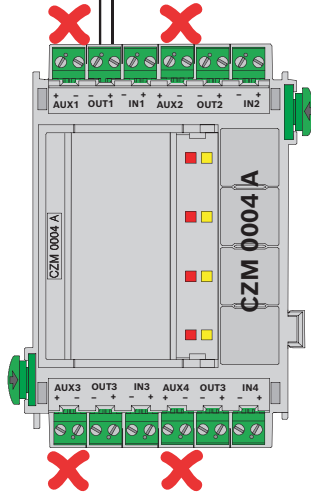 + - - + - + + - - + - +
AUX1 OUT1 IN1 AUX2 OUT2 IN2
CZM 0004 A
CZM 0004 A
AUX3 OUT3 IN3 AUX4 OUT3 IN4
+ - - + - + + - - + - +